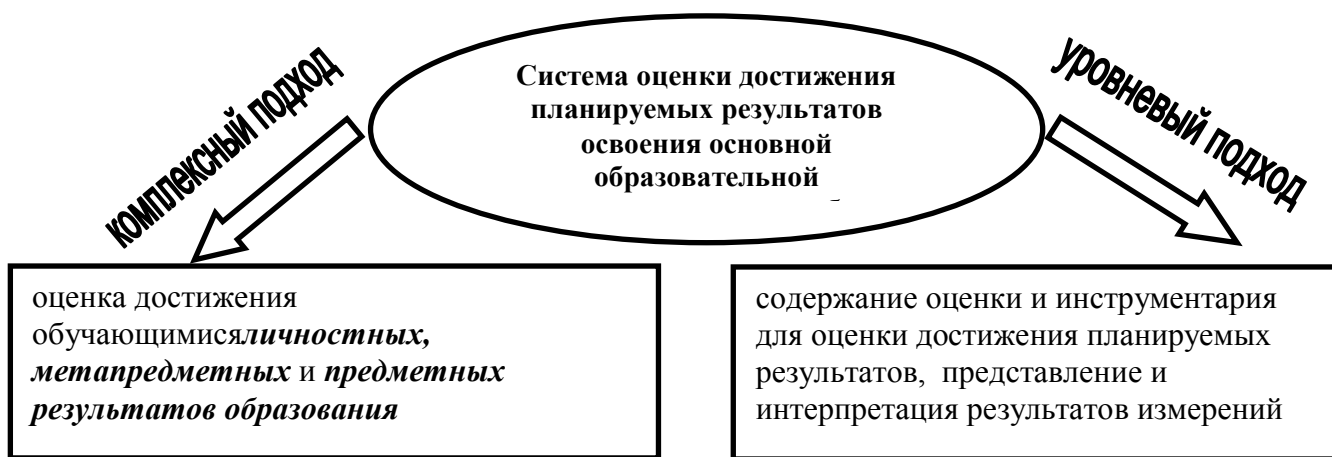 комплексный подход
уровневый подход
Система оценки достижения
планируемых результатов
освоения основной
образовательной
оценка достижения
обучающимисяличностных,
метапредметных и предметных
результатов образования
содержание оценки и инструментария
для оценки достижения планируемых
результатов, представление и
интерпретация результатов измерений